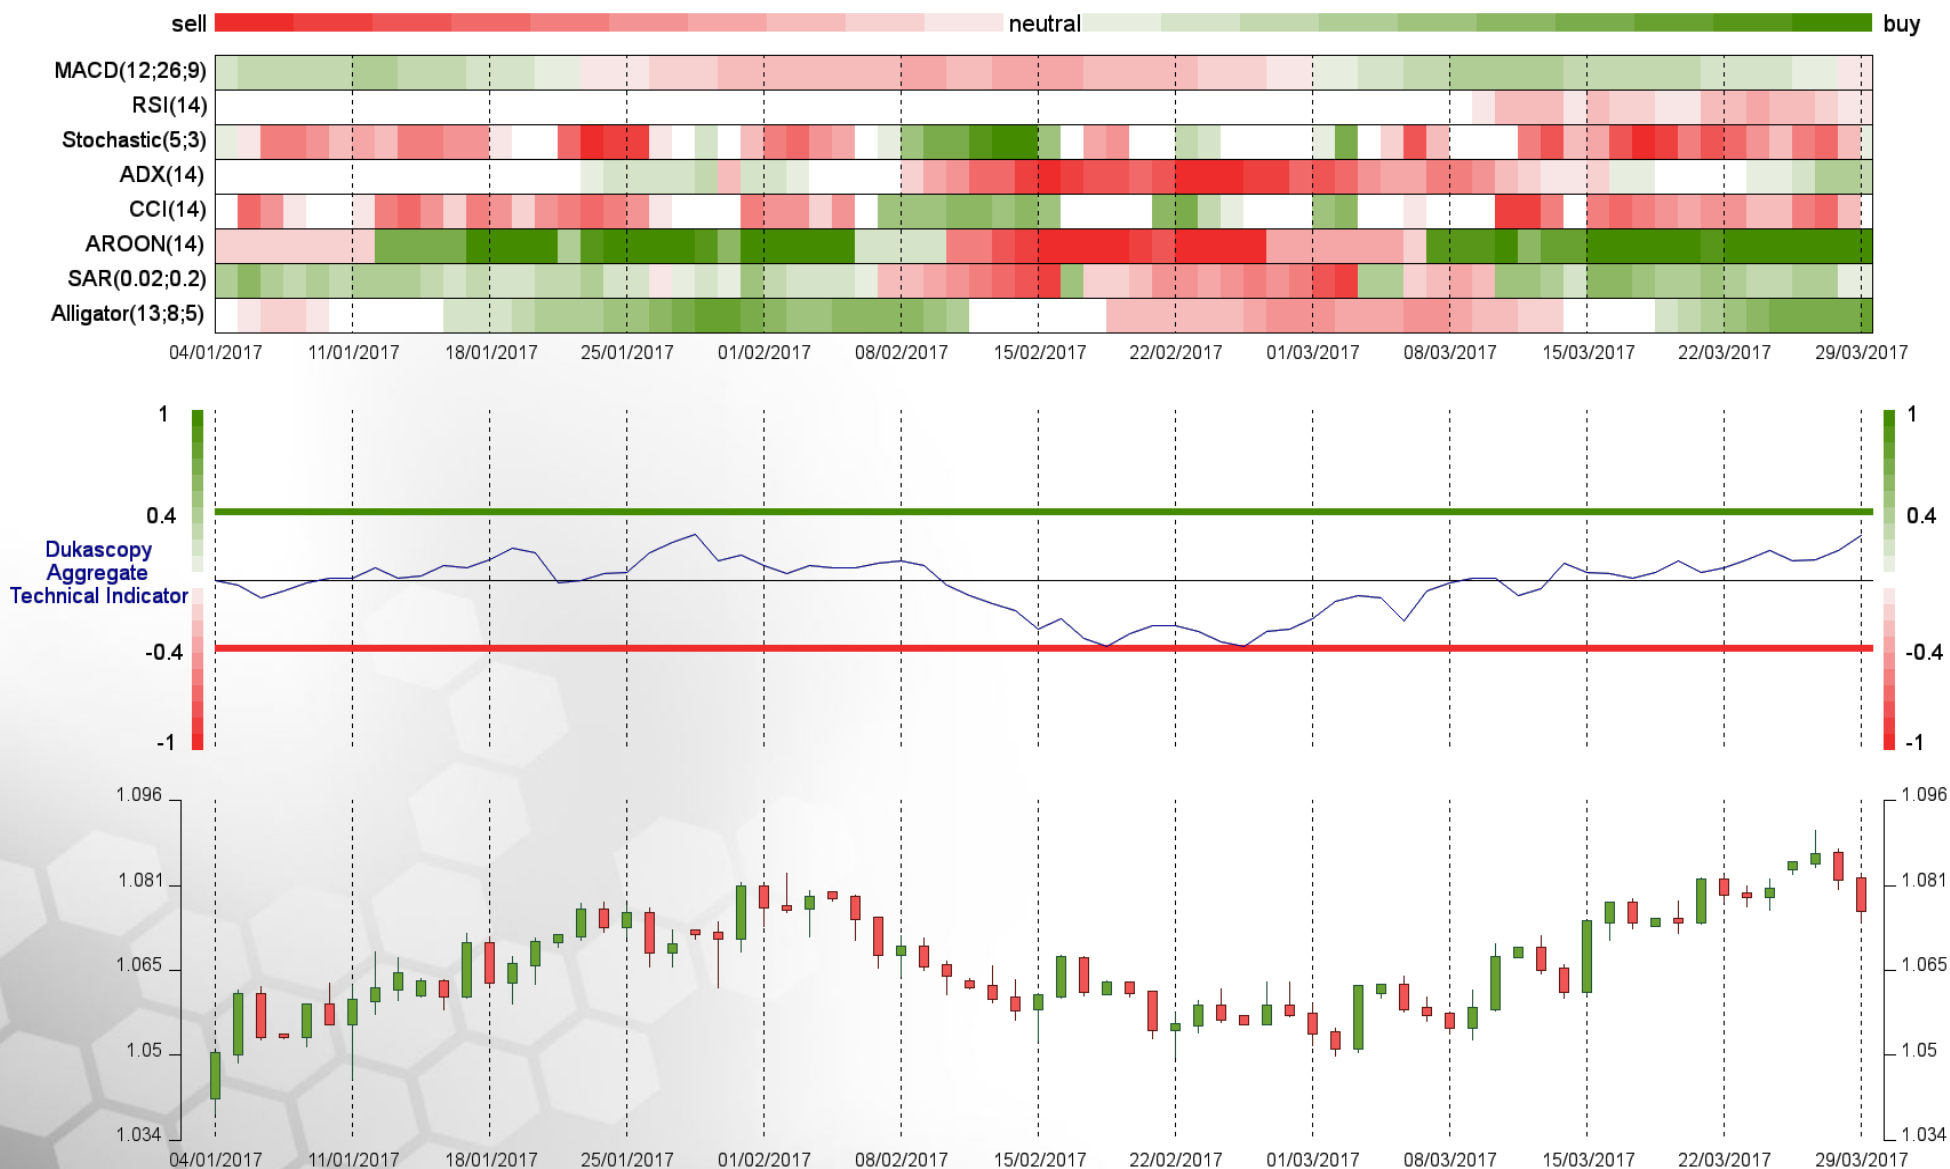 sell neutral buy
MACD(12;26;9)
RSI(14)
Stochastic(5;3)
ADX(14)
CCI(14)
AROON(14)
SAR(0.02;0.2)
Alligator(13;8;5)
04/01/2017 11/01/2017 18/01/2017 25/01/2017 01/02/2017 08/02/2017 15/02/2017 22/02/2017 01/03/2017 08/03/2017 15/03/2017 22/03/2017 29/03/2017
1 1
0.4 0.4
Dukascopy
Aggregate
Technical Indicator
-0.4 -0.4
-1 -1
1.096 1.096
1.081 1.081
1.065 1.065
1.05 1.05
1.034 1.034
04/01/2017 11/01/2017 18/01/2017 25/01/2017 01/02/2017 08/02/2017 15/02/2017 22/02/2017 01/03/2017 08/03/2017 15/03/2017 22/03/2017 29/03/2017